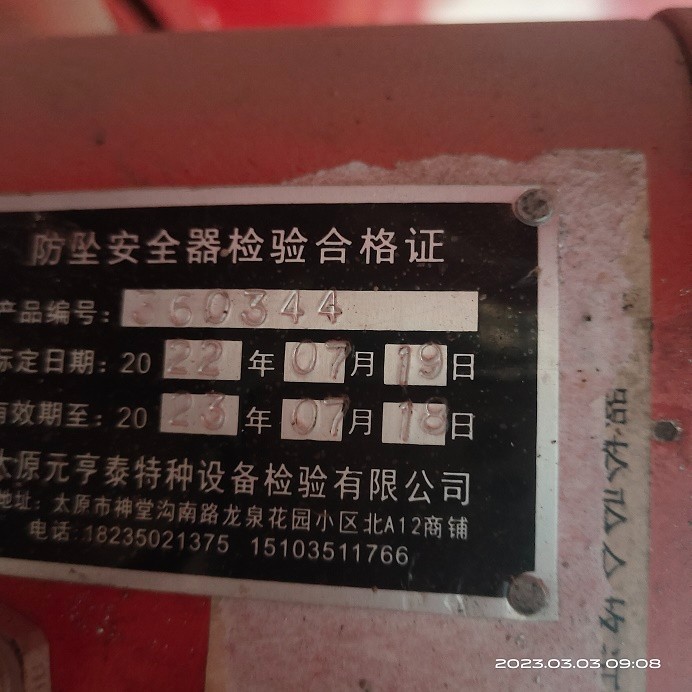 防坠安全器检验合格证
产品编号: 360344
标定日期: 2022年07月19日
有效期至: 2023年07月18日
太原元亨泰特种设备检验有限公司
地址: 太原市神堂沟南路龙泉花园小区北A12商铺
电话: 18235021375 15103511766
2023.03.03 09:08